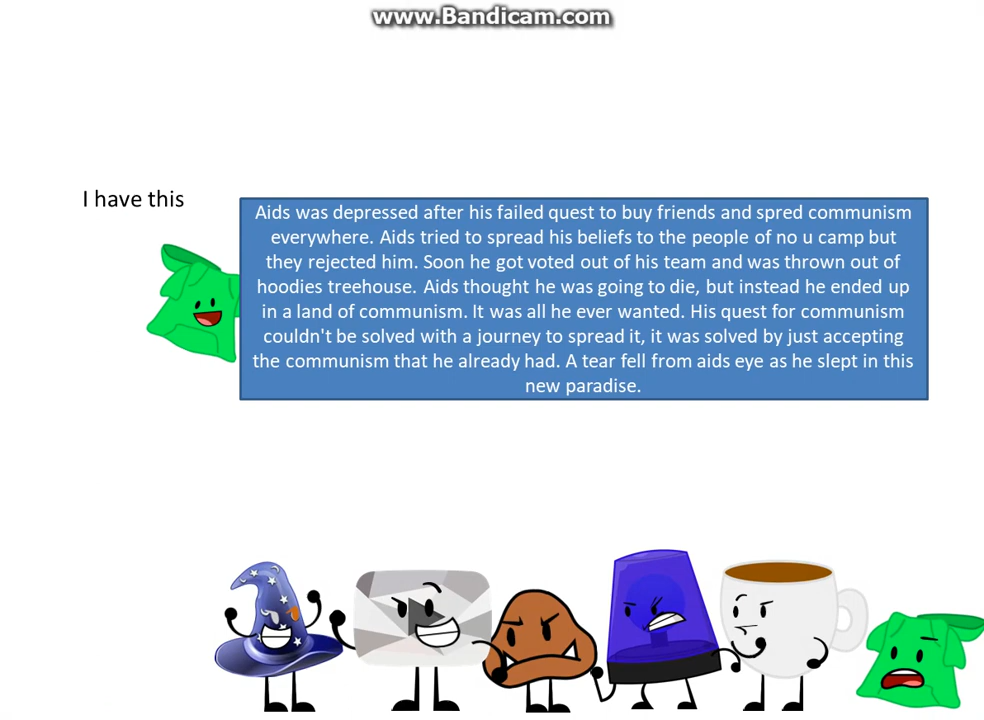 www.Bandicam.com
I have this
Aids was depressed after his failed quest to buy friends and spred communism
everywhere. Aids tried to spread his beliefs to the people of no u camp but
they rejected him. Soon he got voted out of his team and was thrown out of
hoodies treehouse. Aids thought he was going to die, but instead he ended up
in a land of communism. It was all he ever wanted. His quest for communism
couldn't be solved with a journey to spread it, it was solved by just accepting
the communism that he already had. A tear fell from aids eye as he slept in this
new paradise.